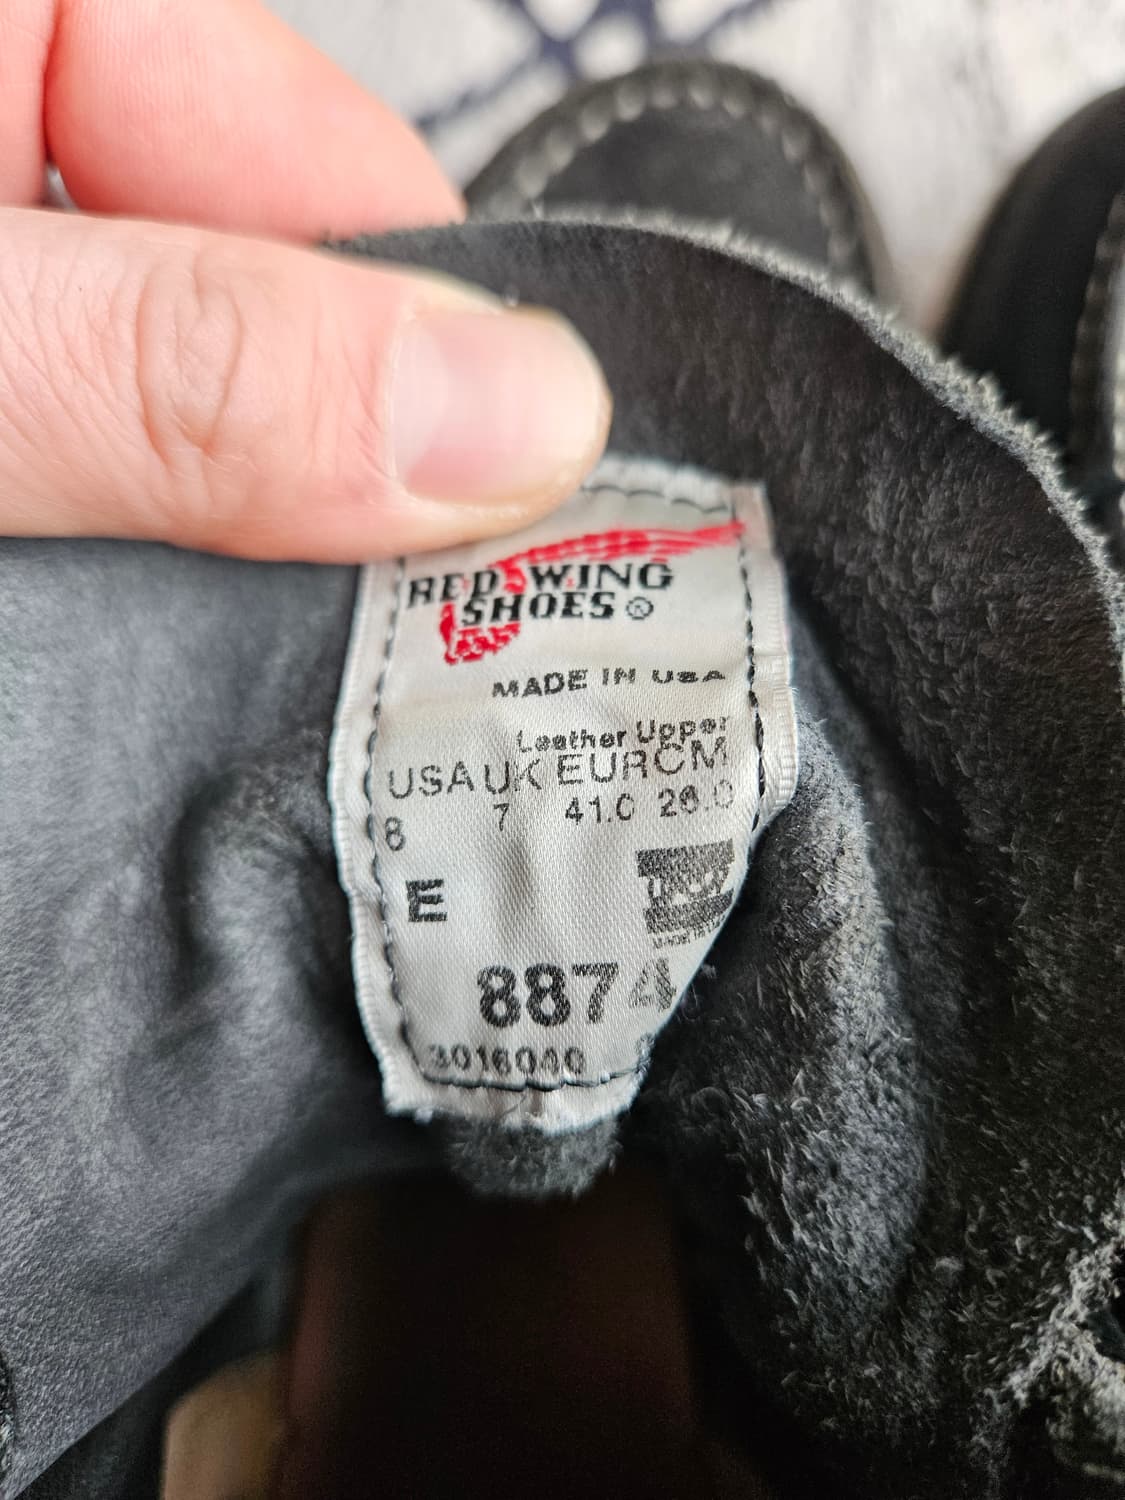 RED WING
SHOES ®
MADE IN USA
Leather Upper
USA UK EUR CM
8 7 41.0 26.0
E
8874
3016040